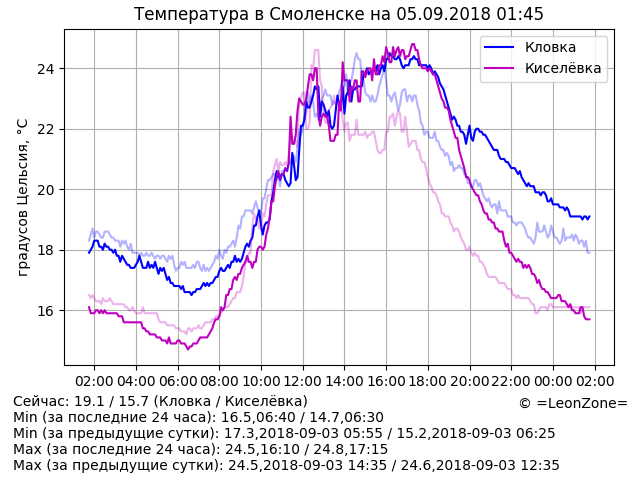 Температура в Смоленске на 05.09.2018 01:45
градусов Цельсия, °C
24
22
20
18
16
Кловка
Киселёвка
02:00 04:00 06:00 08:00 10:00 12:00 14:00 16:00 18:00 20:00 22:00 00:00 02:00
Сейчас: 19.1 / 15.7 (Кловка / Киселёвка)
© =LeonZone=
Min (за последние 24 часа): 16.5,06:40 / 14.7,06:30
Min (за предыдущие сутки): 17.3,2018-09-03 05:55 / 15.2,2018-09-03 06:25
Max (за последние 24 часа): 24.5,16:10 / 24.8,17:15
Max (за предыдущие сутки): 24.5,2018-09-03 14:35 / 24.6,2018-09-03 12:35